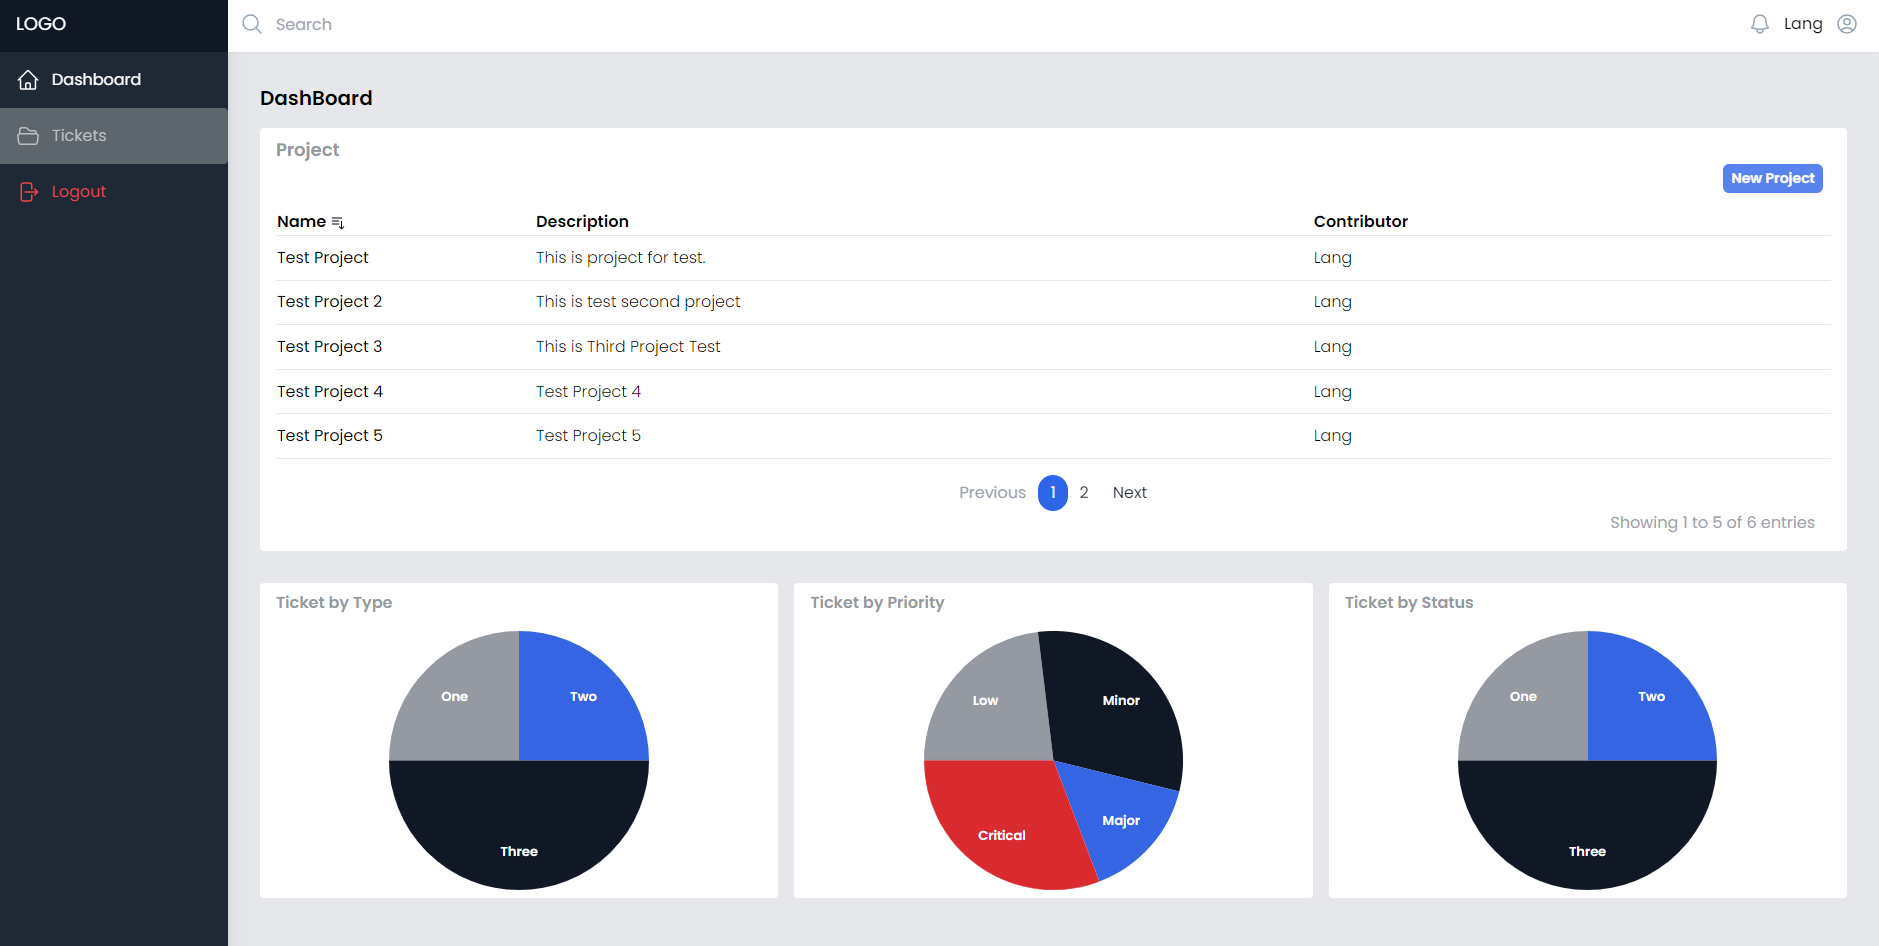 LOGO
Search
Lang
Dashboard
Tickets
Logout
DashBoard
Project
New Project
Name Description Contributor
Test Project This is project for test. Lang
Test Project 2 This is test second project Lang
Test Project 3 This is Third Project Test Lang
Test Project 4 Test Project 4 Lang
Test Project 5 Test Project 5 Lang
Previous 1 2 Next
Showing 1 to 5 of 6 entries
Ticket by Type
One Two
Three
Ticket by Priority
Low Minor
Major
Critical
Ticket by Status
One Two
Three